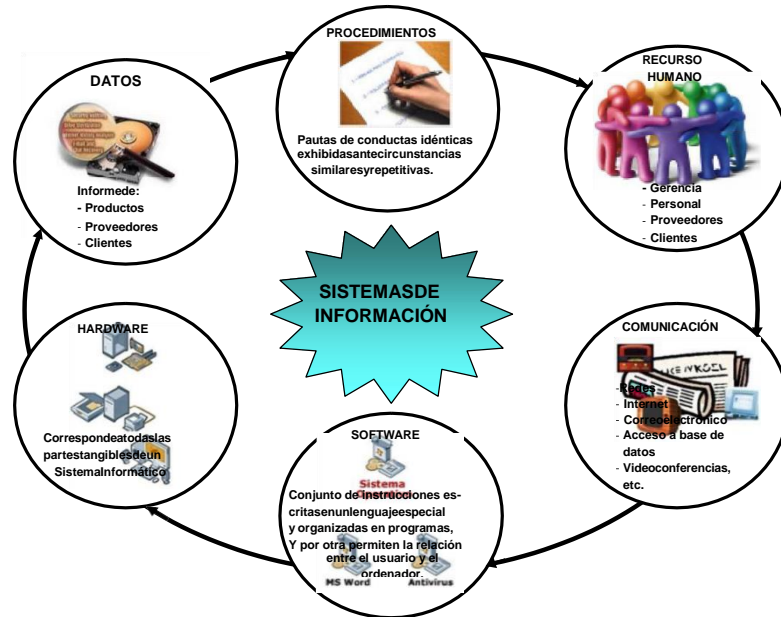 PROCEDIMIENTOS
Pautas de conductas idénticas
exhibidasantecircunstancias
similaresyrepetitivas.
RECURSO
HUMANO
- Gerencia
- Personal
- Proveedores
- Clientes
COMUNICACIÓN
-Redes
- Internet
- Correoelectrónico
- Acceso a base de
datos
- Videoconferencias,
etc.
SOFTWARE
Sistema
Conjunto de instrucciones es-
critasenunlenguajeespecial
y organizadas en programas,
Y por otra permiten la relación
entre el usuario y el
ordenador.
MS Word
Antivirus
HARDWARE
Correspondeatodaslas
partestangiblesdeun
SistemaInformático
DATOS
Informede:
- Productos
- Proveedores
- Clientes
SISTEMASDE
INFORMACIÓN